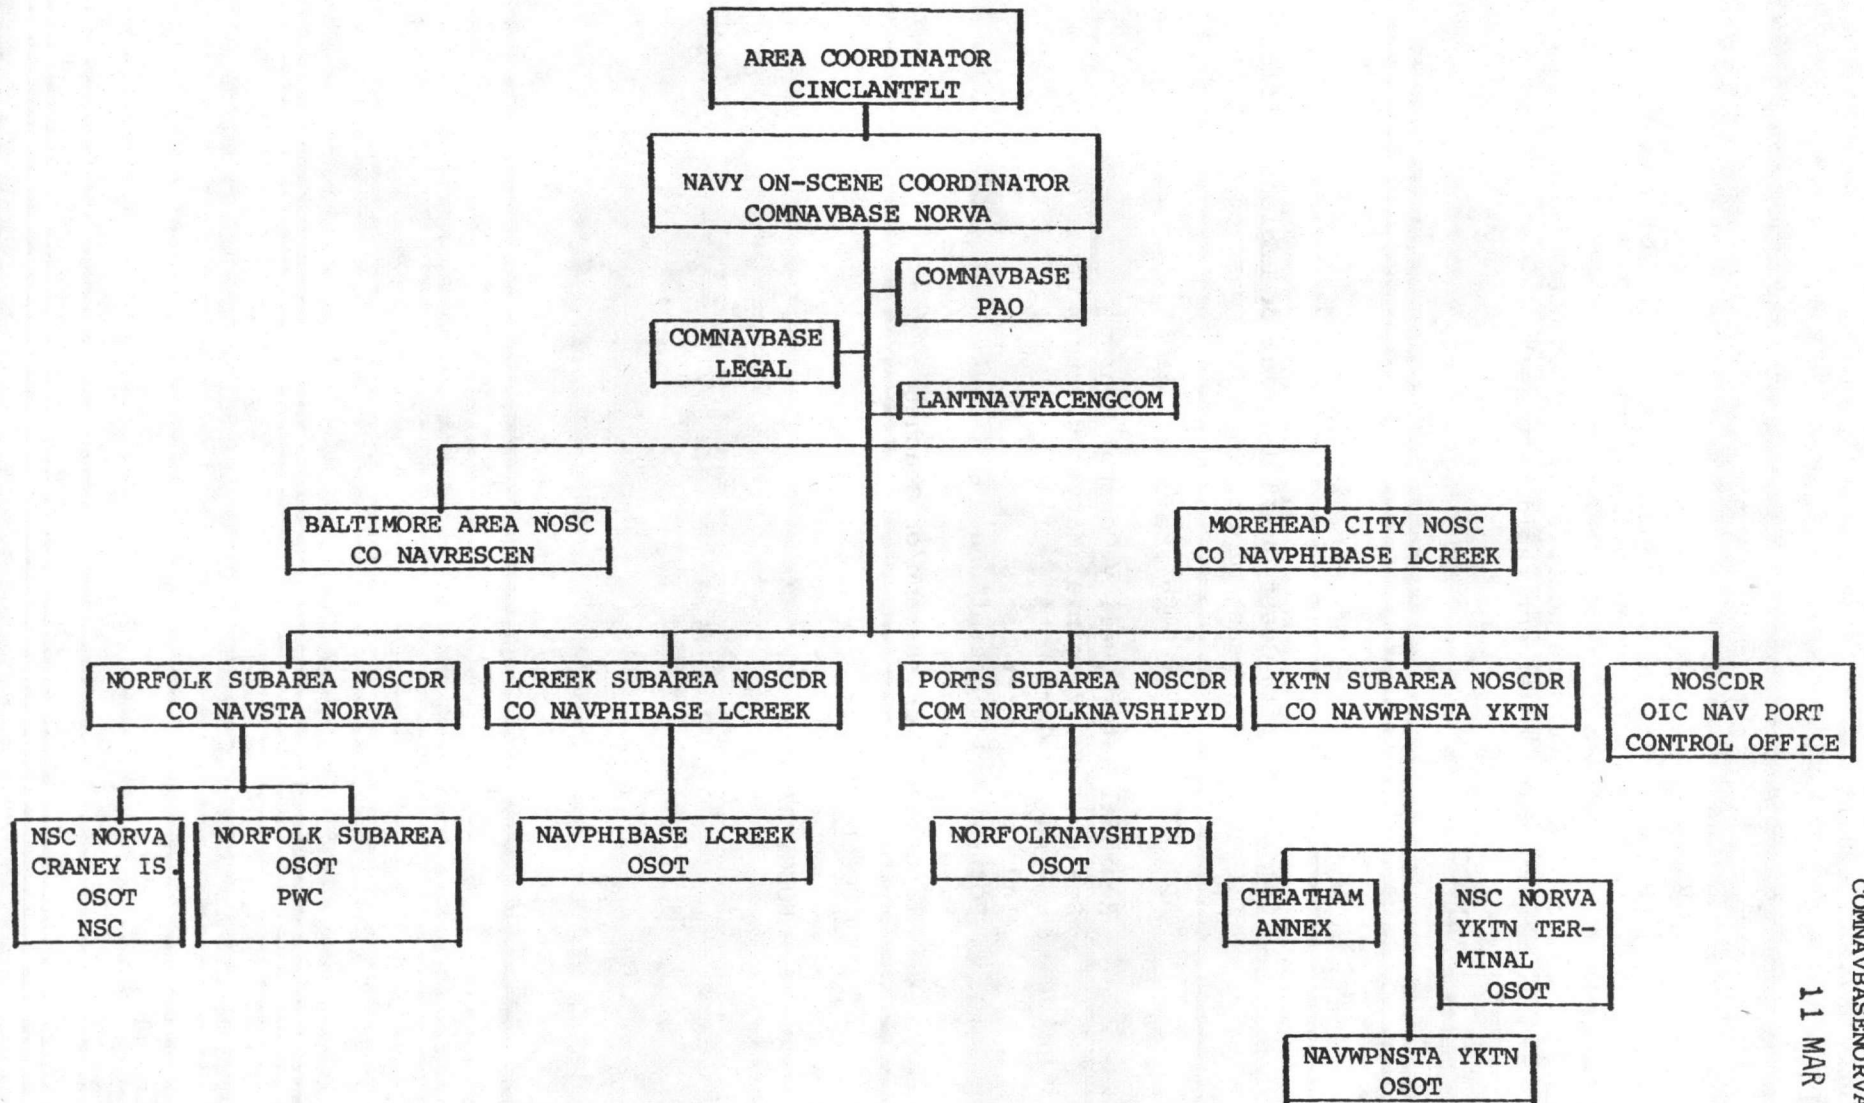 AREA COORDINATOR
CINCLANTFLT
NAVY ON-SCENE COORDINATOR
COMNAVBASE NORVA
COMNAVBASE
PAO
COMNAVBASE
LEGAL
LANTNAVFACENGCOM
BALTIMORE AREA NOSC
CO NAVRESCEN
MOREHEAD CITY NOSC
CO NAVPHIBASE LCREEK
NORFOLK SUBAREA NOSCDR
CO NAVSTA NORVA
LCREEK SUBAREA NOSCDR
CO NAVPHIBASE LCREEK
PORTS SUBAREA NOSCDR
COM NORFOLKNAVSHIPYD
YKTN SUBAREA NOSCDR
CO NAVWPNSTA YKTN
NOSCDR
OIC NAV PORT
CONTROL OFFICE
NSC NORVA
CRANEY IS.
OSOT
NSC
NORFOLK SUBAREA
OSOT
PWC
NAVPHIBASE LCREEK
OSOT
NORFOLKNAVSHIPYD
OSOT
CHEATHAM
ANNEX
NSC NORVA
YKTN TER-
MINAL
OSOT
NAVWPNSTA YKTN
OSOT
COMNAVBASENORVA
11 MAR